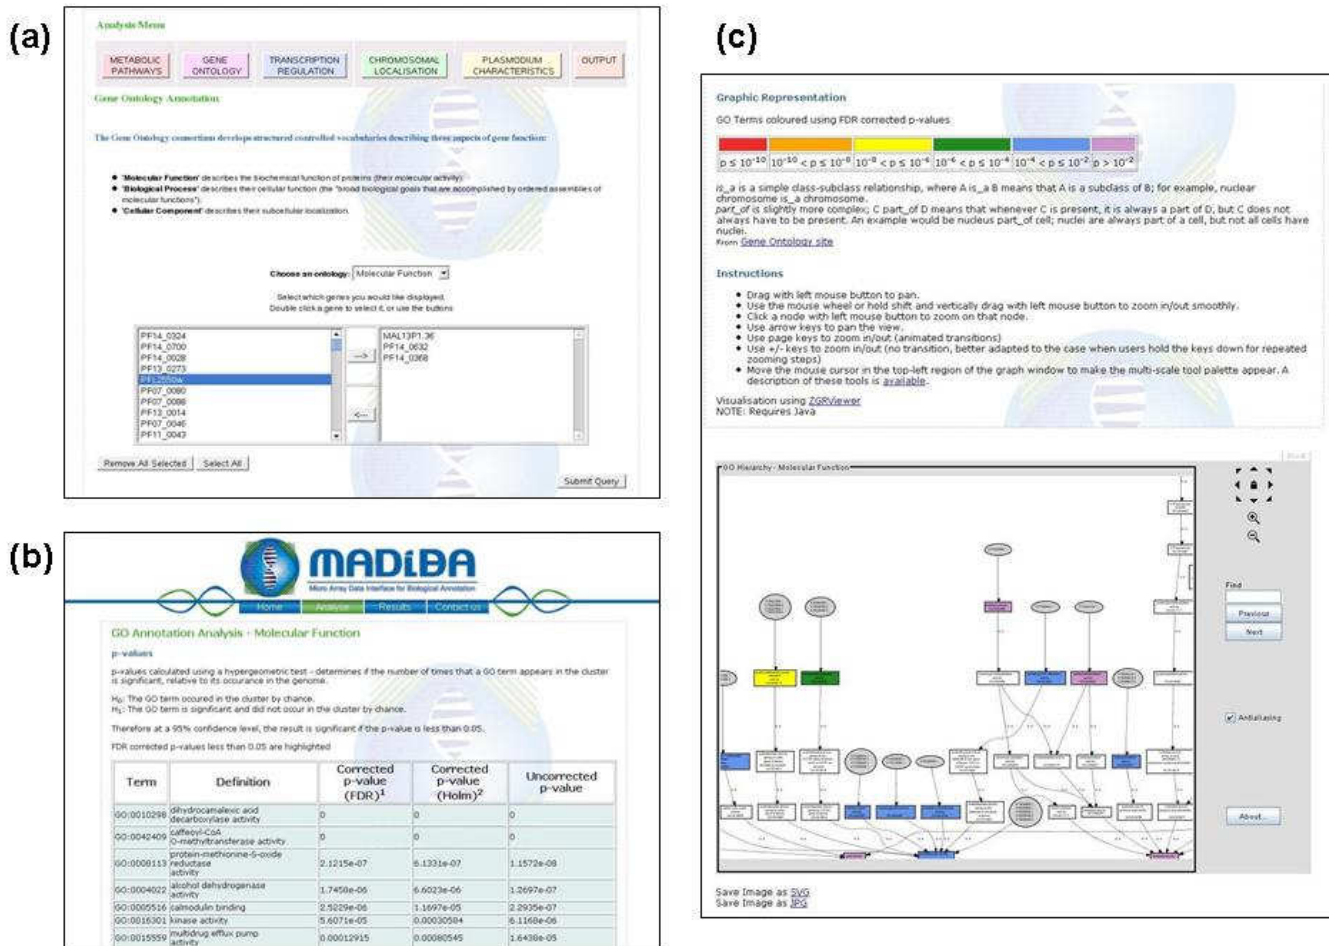 (a)
Analysis Menu
METABOLIC PATHWAYS
GENE ONTOLOGY
TRANSCRIPTION REGULATION
CHROMOSOMAL LOCALISATION
PLASMODIUM CHARACTERISTICS
OUTPUT
Gene Ontology Annotation
The Gene Ontology consortium develops structured controlled vocabularies describing three aspects of gene function:
• 'Molecular Function' describes the biochemical function of proteins (their molecular activity).
• 'Biological Process' describes their cellular function (the "broad biological goals that are accomplished by ordered assemblies of
molecular functions").
• 'Cellular Component' describes their subcellular localization.
Choose an ontology: Molecular Function
Select which genes you would like displayed.
Double click a gene to select it, or use the buttons
PF14_0324
PF14_0700
PF14_0028
PF13_0273
PFL2550w
PF07_0080
PF07_0086
PF13_0014
PF07_0046
PF11_0043
--->
<---
MAL13P1.36
PF14_0632
PF14_0368
Remove All Selected
Select All
Submit Query
(b)
MADIBA
Micro Array Data Interface for Biological Annotation
Home
Analyse
Results
Contact us
GO Annotation Analysis - Molecular Function
p-values
p-values calculated using a hypergeometric test - determines if the number of times that a GO term appears in the cluster
is significant, relative to its occurance in the genome.
H0: The GO term occured in the cluster by chance.
H1: The GO term is significant and did not occur in the cluster by chance.
Therefore at a 95% confidence level, the result is significant if the p-value is less than 0.05.
FDR corrected p-values less than 0.05 are highlighted
Term Definition Corrected p-value (FDR)1 Corrected p-value (Holm)2 Uncorrected p-value
GO:0010298 dihydrocamalexic acid decarboxylase activity 0 0 0
GO:0042409 caffeoyl-CoA O-methyltransferase activity 0 0 0
GO:0008113 protein-methionine-S-oxide reductase activity 2.1215e-07 6.1331e-07 1.1572e-08
GO:0004022 alcohol dehydrogenase activity 1.7458e-06 6.6023e-06 1.2697e-07
GO:0005516 calmodulin binding 2.5229e-06 1.1697e-05 2.2935e-07
GO:0016301 kinase activity 5.6071e-05 0.00030584 6.1168e-06
GO:0015559 multidrug efflux pump activity 0.00012915 0.00080545 1.6438e-05
(c)
Graphic Representation
GO Terms coloured using FDR corrected p-values
p ≤ 10^-10
10^-10 < p ≤ 10^-8
10^-8 < p ≤ 10^-6
10^-6 < p ≤ 10^-4
10^-4 < p ≤ 10^-2
p > 10^-2
is_a is a simple class-subclass relationship, where A is_a B means that A is a subclass of B; for example, nuclear
chromosome is_a chromosome.
part_of is slightly more complex; C part_of D means that whenever C is present, it is always a part of D, but C does not
always have to be present. An example would be nucleus part_of cell; nuclei are always part of a cell, but not all cells have
nuclei.
From Gene Ontology site
Instructions
• Drag with left mouse button to pan.
• Use the mouse wheel or hold shift and vertically drag with left mouse button to zoom in/out smoothly.
• Click a node with left mouse button to zoom on that node.
• Use arrow keys to pan the view.
• Use page keys to zoom in/out (animated transitions)
• Use +/- keys to zoom in/out (no transition, better adapted to the case when users hold the keys down for repeated
zooming steps)
• Move the mouse cursor in the top-left region of the graph window to make the multi-scale tool palette appear. A
description of these tools is available.
Visualisation using ZGRViewer
NOTE: Requires Java
GO Hierarchy - Molecular Function
Find
Previous
Next
Antialiasing
About...
Save Image as SVG
Save Image as JPG